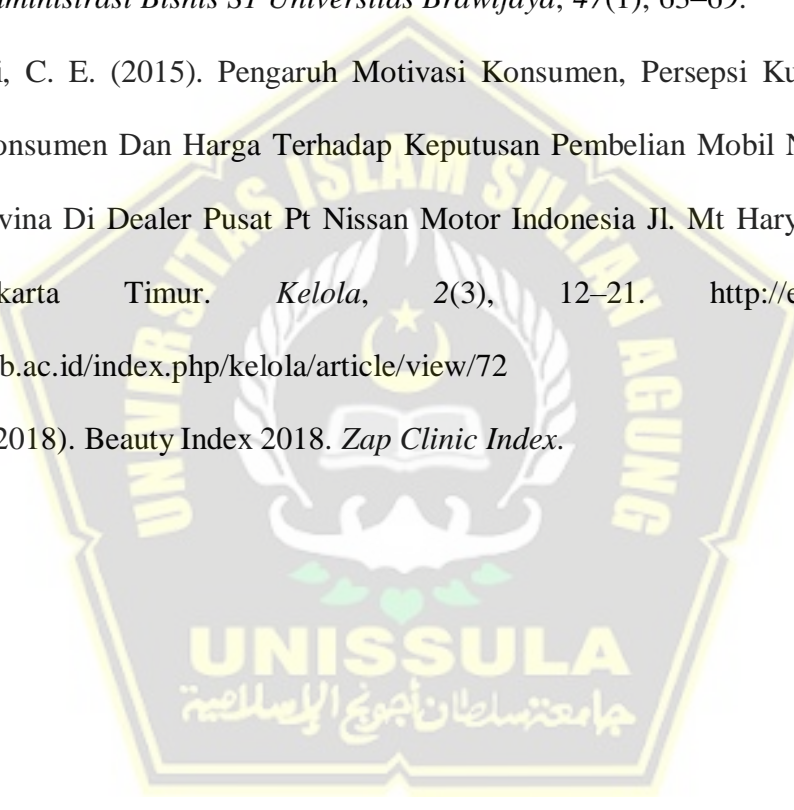 ministrasi Bisnis S1 Universitas Brawijaya, 47(1), 63–69.
i, C. E. (2015). Pengaruh Motivasi Konsumen, Persepsi Ku
onsumen Dan Harga Terhadap Keputusan Pembelian Mobil N
vina Di Dealer Pusat Pt Nissan Motor Indonesia Jl. Mt Hary
karta Timur. Kelola, 2(3), 12–21. http://e
b.ac.id/index.php/kelola/article/view/72
2018). Beauty Index 2018. Zap Clinic Index.
UNIVERSITAS ISLAM SULTAN AGUNG
UNISSULA
جامعتنسلطان أجونج الإسلامية